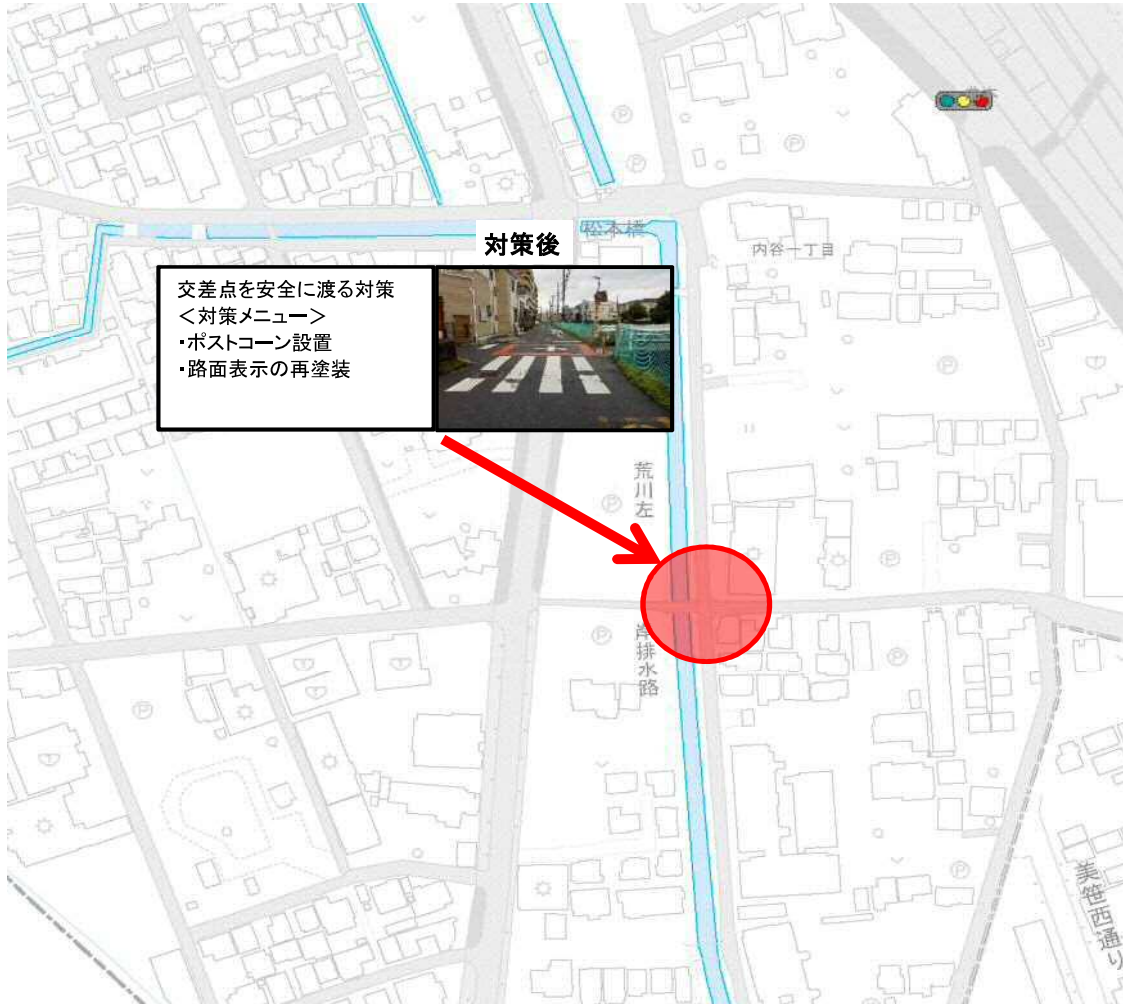 松本橋
対策後
内谷一丁目
交差点を安全に渡る対策
＜対策メニュー＞
・ポストコーン設置
・路面表示の再塗装
荒川左
岸排水路
美笹西通り